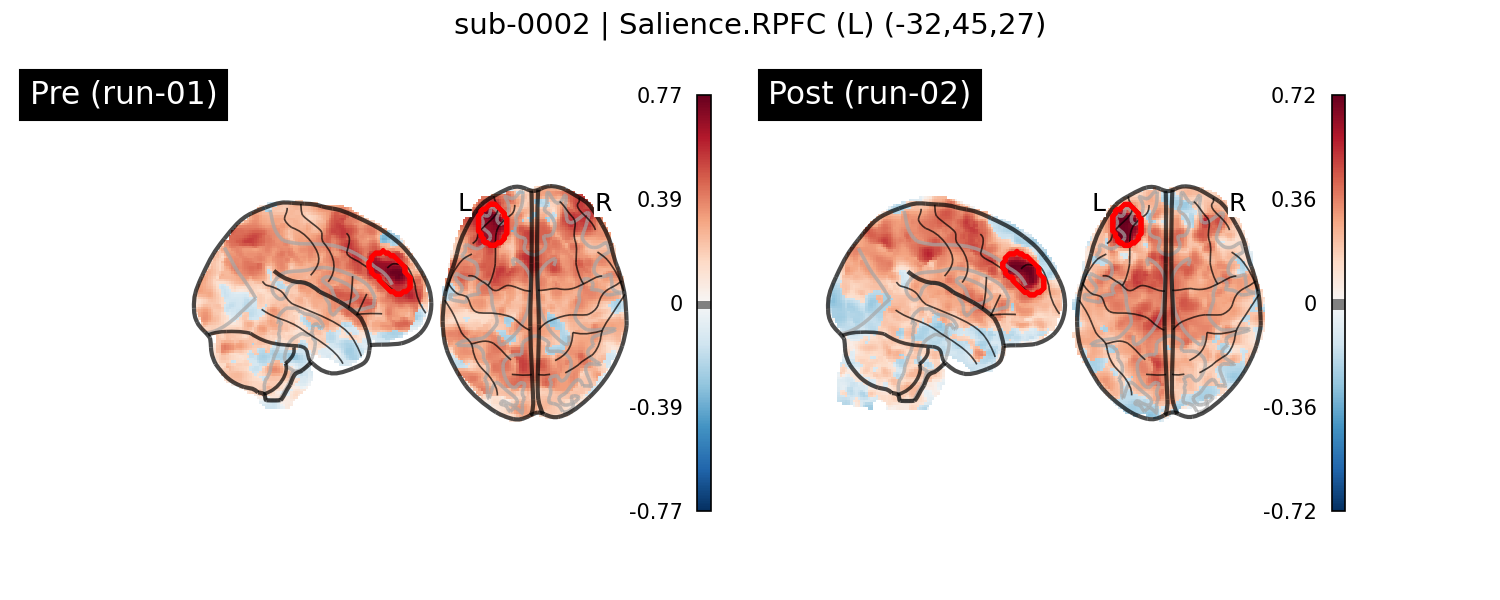 sub-0002 | Salience.RPFC (L) (-32,45,27)
Pre (run-01)
L
R
0.77
0.39
0
-0.39
-0.77
Post (run-02)
L
R
0.72
0.36
0
-0.36
-0.72